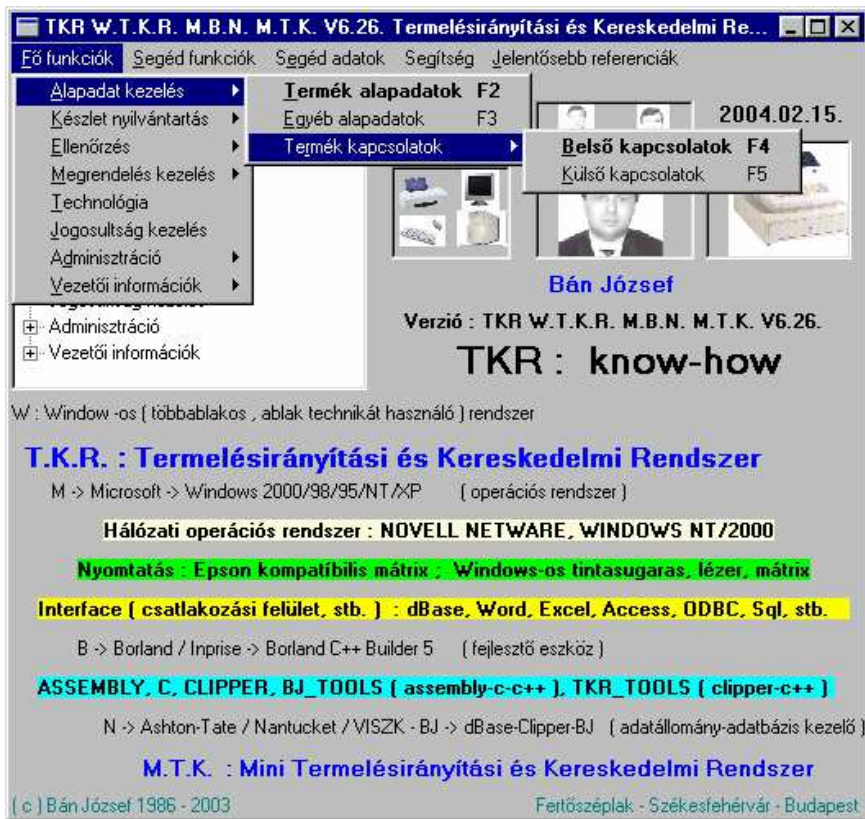 TKR W.T.K.R. M.B.N. M.T.K. V6.26. Termelésirányítási és Kereskedelmi Re...
Fő funkciók Segéd funkciók Segéd adatok Segítség Jelentősebb referenciák
Alapadat kezelés
Készlet nyilvántartás
Ellenőrzés
Megrendelés kezelés
Technológia
Jogosultság kezelés
Adminisztráció
Vezetői információk
Termék alapadatok F2
Egyéb alapadatok F3
Termék kapcsolatok
Belső kapcsolatok F4
Külső kapcsolatok F5
2004.02.15.
Adminisztráció
Vezetői információk
Bán József
Verzió : TKR W.T.K.R. M.B.N. M.T.K. V6.26.
TKR : know-how
W : Window -os ( többablakos , ablak technikát használó ) rendszer
T.K.R. : Termelésirányítási és Kereskedelmi Rendszer
M -> Microsoft -> Windows 2000/98/95/NT/XP ( operációs rendszer )
Hálózati operációs rendszer : NOVELL NETWARE, WINDOWS NT/2000
Nyomtatás : Epson kompatíbilis mátrix ; Windows-os tintasugaras, lézer, mátrix
Interface ( csatlakozási felület, stb. ) : dBase, Word, Excel, Access, ODBC, Sql, stb.
B -> Borland / Inprise -> Borland C++ Builder 5 ( fejlesztő eszköz )
ASSEMBLY, C, CLIPPER, BJ_TOOLS ( assembly-c-c++ ), TKR_TOOLS ( clipper-c++ )
N -> Ashton-Tate / Nantucket / VISZK - BJ -> dBase-Clipper-BJ ( adatállomány-adatbázis kezelő )
M.T.K. : Mini Termelésirányítási és Kereskedelmi Rendszer
( c ) Bán József 1986 - 2003
Fertőszéplak - Székesfehérvár - Budapest